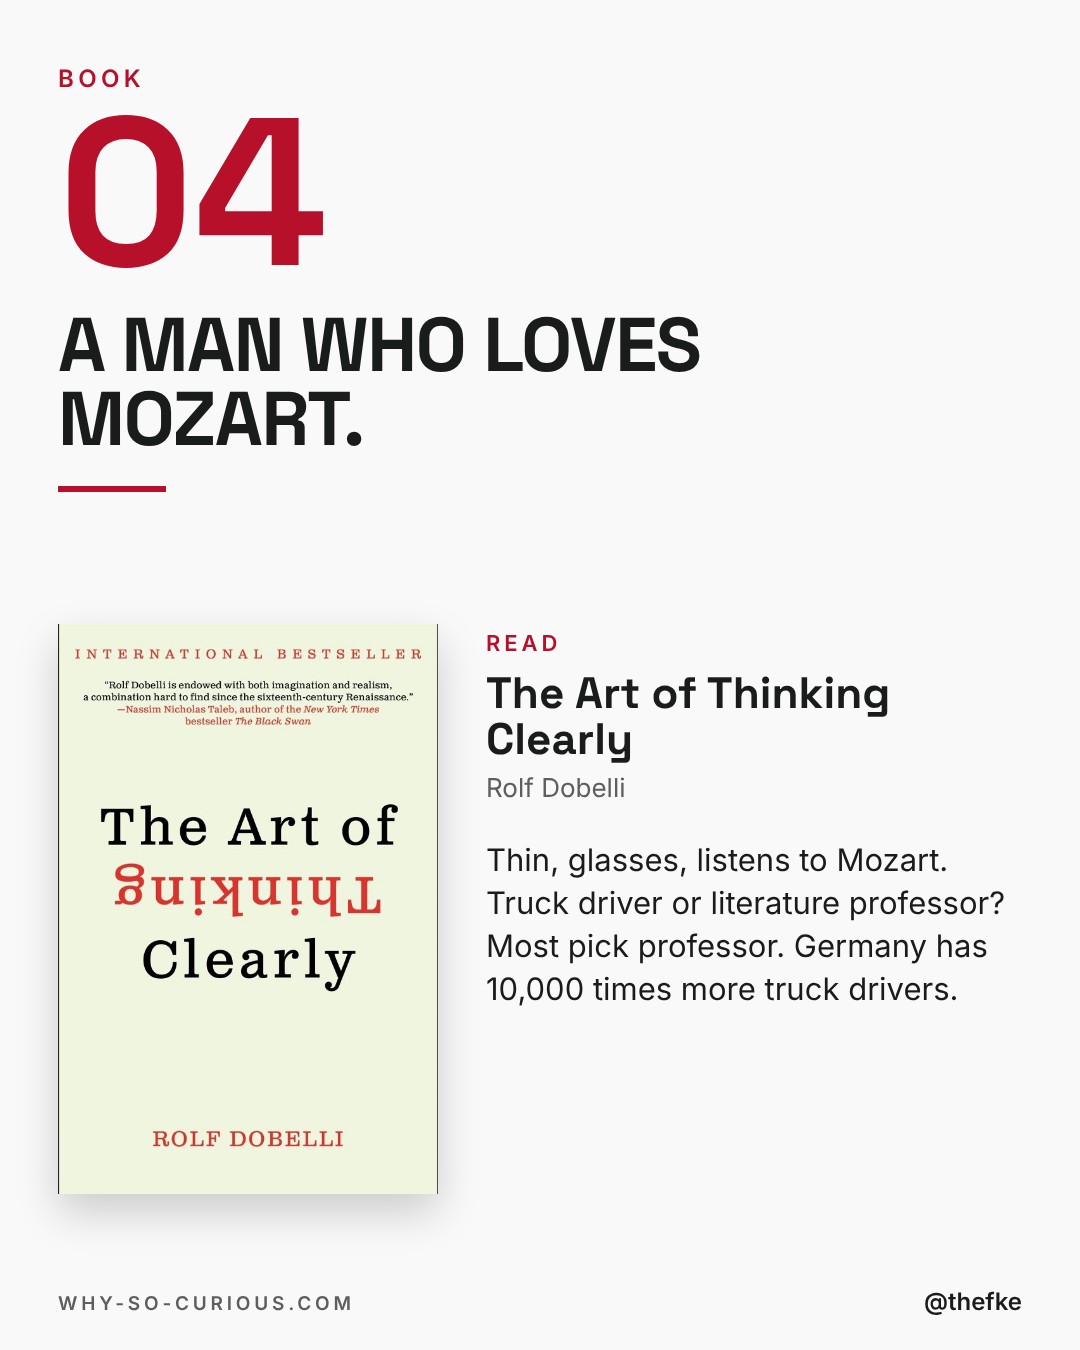 BOOK
04
A MAN WHO LOVES
MOZART.
INTERNATIONAL BESTSELLER
“Rolf Dobelli is endowed with both imagination and realism,
a combination hard to find since the sixteenth-century Renaissance.”
—Nassim Nicholas Taleb, author of the New York Times
bestseller The Black Swan
The Art of
Thinking
Clearly
ROLF DOBELLI
READ
The Art of Thinking
Clearly
Rolf Dobelli
Thin, glasses, listens to Mozart.
Truck driver or literature professor?
Most pick professor. Germany has
10,000 times more truck drivers.
WHY-SO-CURIOUS.COM
@thefke